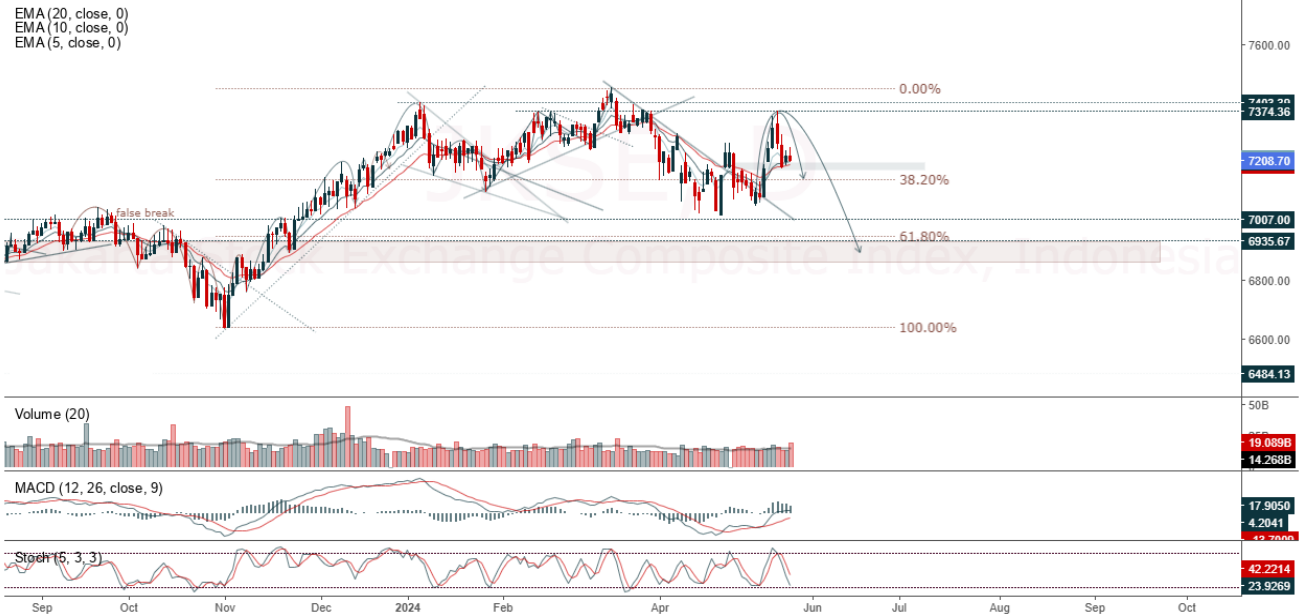 EMA (20, close, 0)
EMA (10, close, 0)
EMA (5, close, 0)
7600.00
0.00%
7403.39
7374.36
7208.70
38.20%
false break
7007.00
61.80%
6935.67
Indonesia
6800.00
100.00%
6600.00
6484.13
Volume (20)
50B
19.089B
14.268B
MACD (12, 26, close, 9)
17.9050
4.2041
Stoch (5, 3, 3)
42.2214
23.9269
Sep Oct Nov Dec 2024 Feb Apr Jun Jul Aug Sep Oct